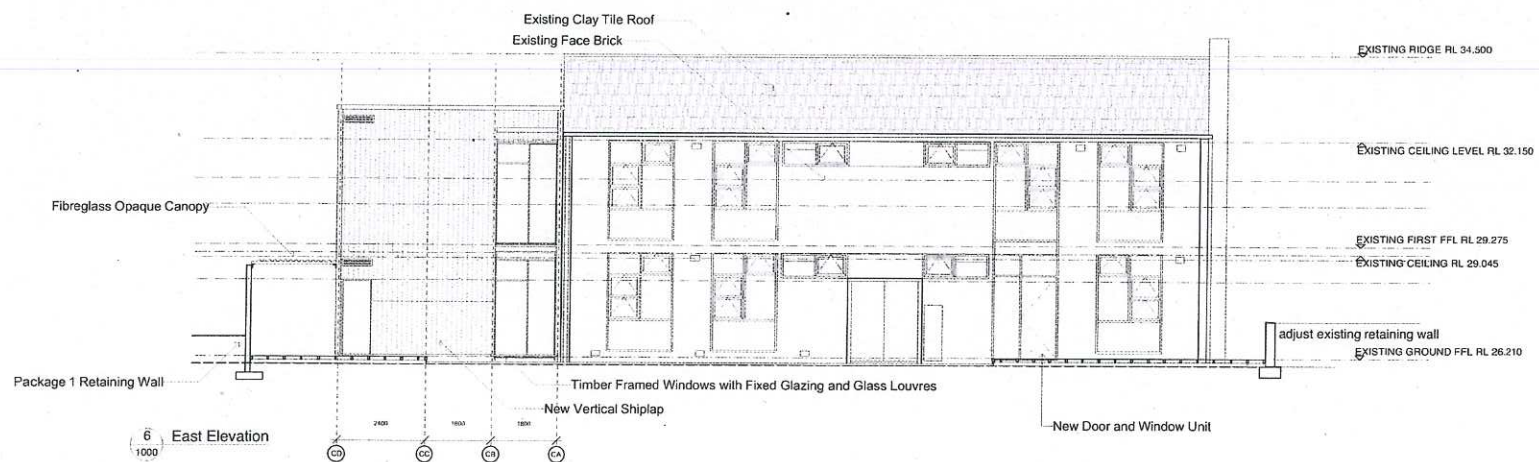 Existing Clay Tile Roof
Existing Face Brick
EXISTING RIDGE RL 34.500
EXISTING CEILING LEVEL RL 32.150
Fibreglass Opaque Canopy
EXISTING FIRST FFL RL 29.275
EXISTING CEILING RL 29.045
adjust existing retaining wall
EXISTING GROUND FFL RL 26.210
Package 1 Retaining Wall
Timber Framed Windows with Fixed Glazing and Glass Louvres
New Vertical Shiplap
New Door and Window Unit
6
1000
East Elevation
2400 1800
CD CC CB CA